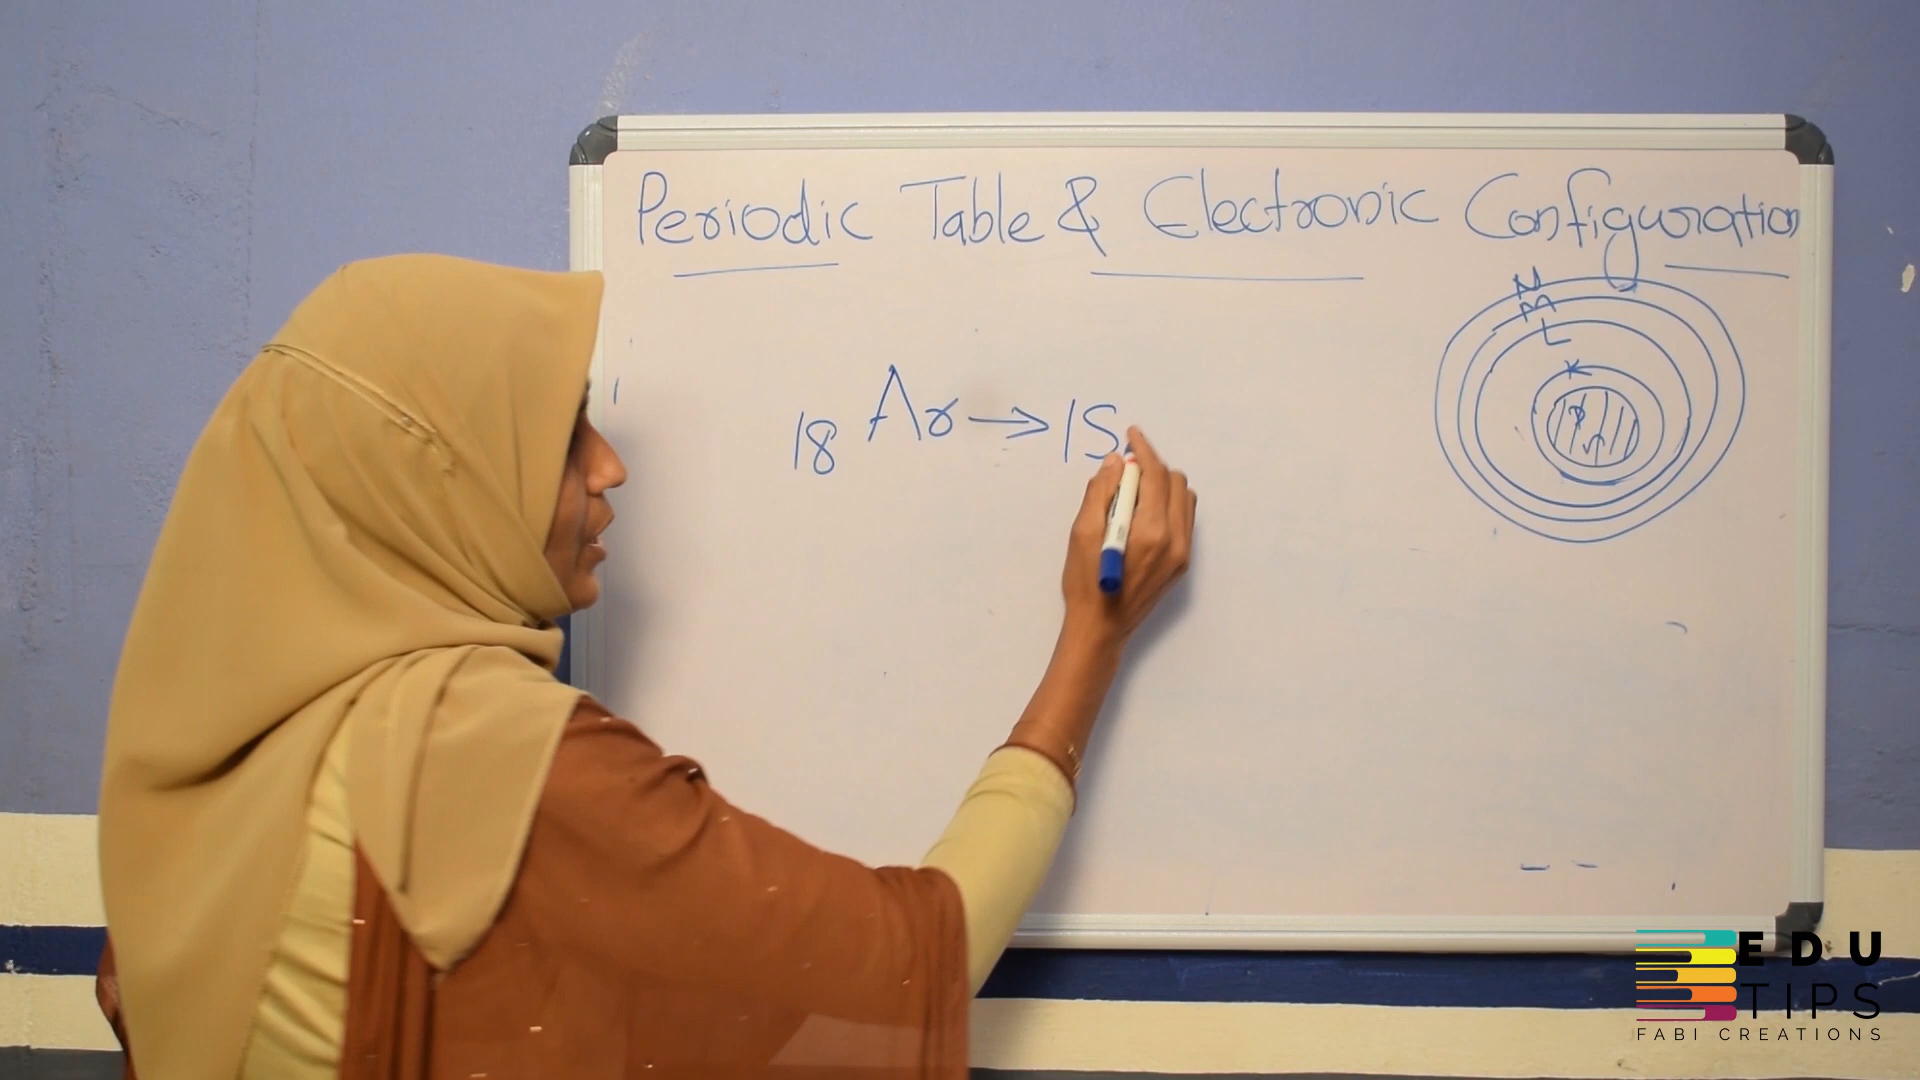 Periodic Table & Electronic Configuration
N
M
L
K
18 Ar → 1S
EDU
TIPS
FABI CREATIONS